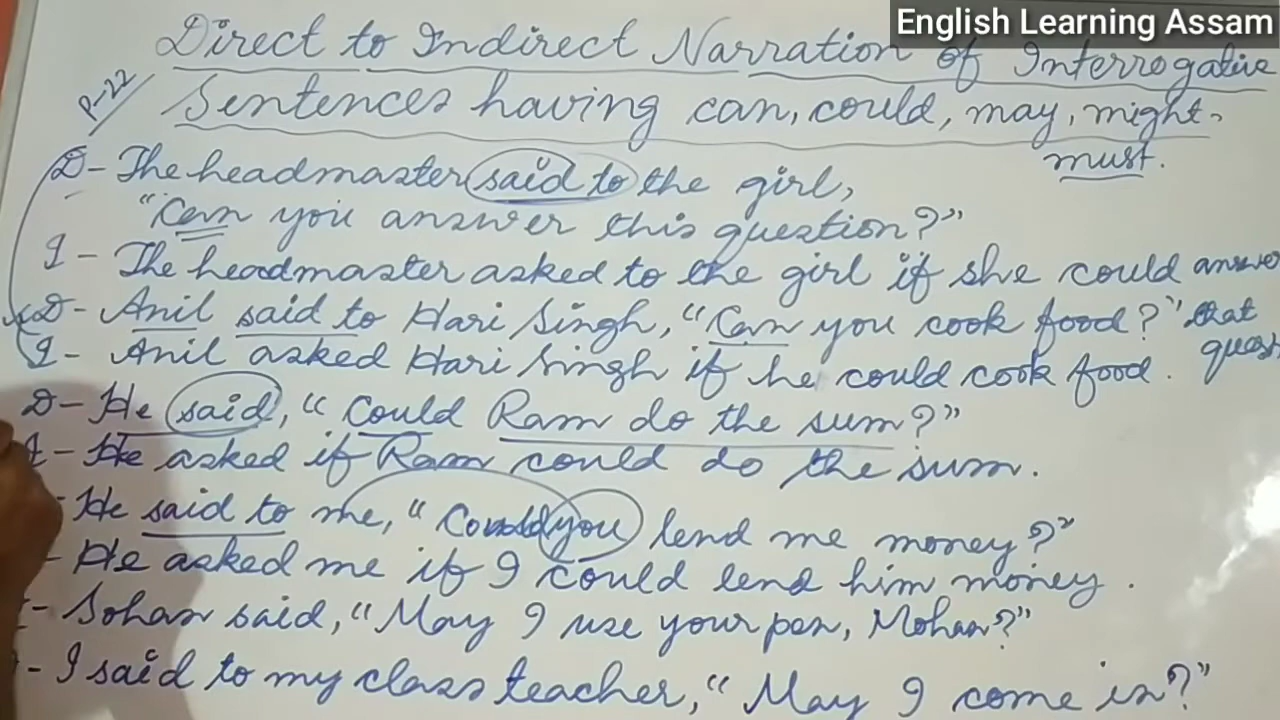 English Learning Assam
Direct to Indirect Narration of Interrogative
P-22
Sentences having can, could, may, might,
must.
D- The headmaster said to the girl,
"Can you answer this question?"
I - The headmaster asked to the girl if she could answer
that
D- Anil said to Hari Singh, "Can you cook food?"
I- Anil asked Hari Singh if he could cook food.
D- He said, "Could Ram do the sum?"
I - He asked if Ram could do the sum.
He said to me, "Could you lend me money?"
- He asked me if I could lend him money.
- Sohan said, "May I use your pen, Mohan?"
- I said to my class teacher, "May I come in?"